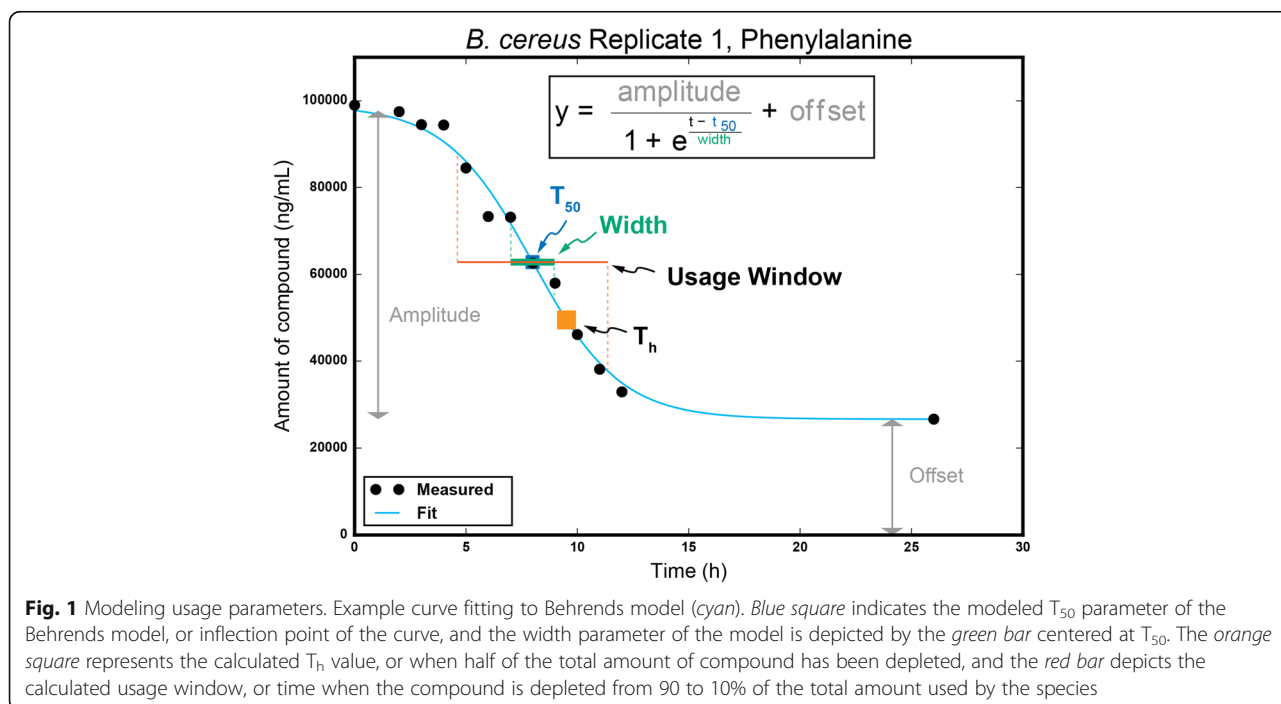 B. cereus Replicate 1, Phenylalanine
y = amplitude / 1 + e^((t − t50) / width) + offset
100000
80000
60000
40000
20000
0
Amount of compound (ng/mL)
T50
Width
Usage Window
Amplitude
Th
Offset
Measured
Fit
0 5 10 15 20 25 30
Time (h)
Fig. 1 Modeling usage parameters. Example curve fitting to Behrends model (cyan). Blue square indicates the modeled T50 parameter of the
Behrends model, or inflection point of the curve, and the width parameter of the model is depicted by the green bar centered at T50. The orange
square represents the calculated Th value, or when half of the total amount of compound has been depleted, and the red bar depicts the
calculated usage window, or time when the compound is depleted from 90 to 10% of the total amount used by the species